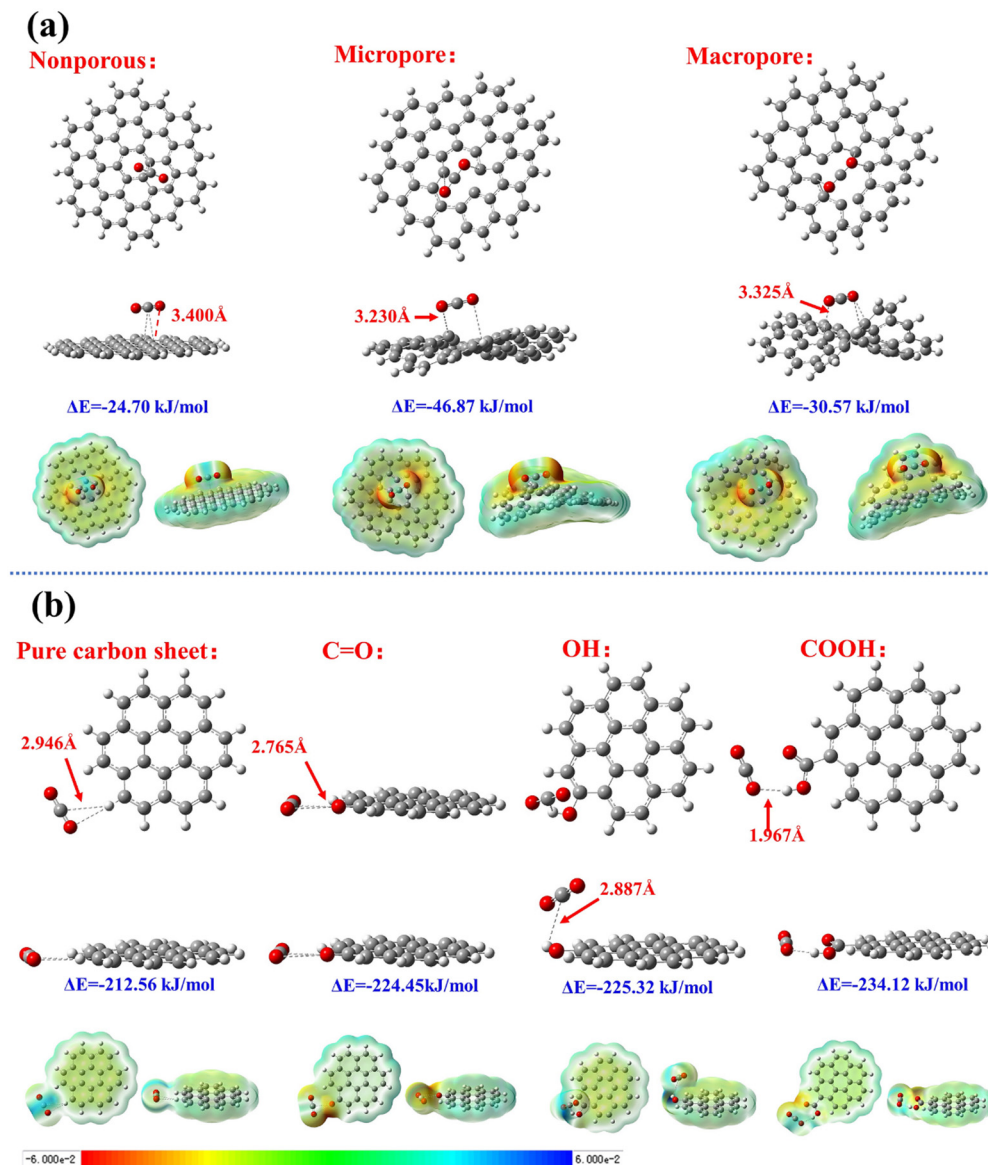 (a)
Nonporous: Micropore: Macropore:
3.400Å 3.230Å 3.325Å
ΔE=-24.70 kJ/mol ΔE=-46.87 kJ/mol ΔE=-30.57 kJ/mol
(b)
Pure carbon sheet: C=O: OH: COOH:
2.946Å 2.765Å 1.967Å
2.887Å
ΔE=-212.56 kJ/mol ΔE=-224.45kJ/mol ΔE=-225.32 kJ/mol ΔE=-234.12 kJ/mol
-6.000e-2 6.000e-2